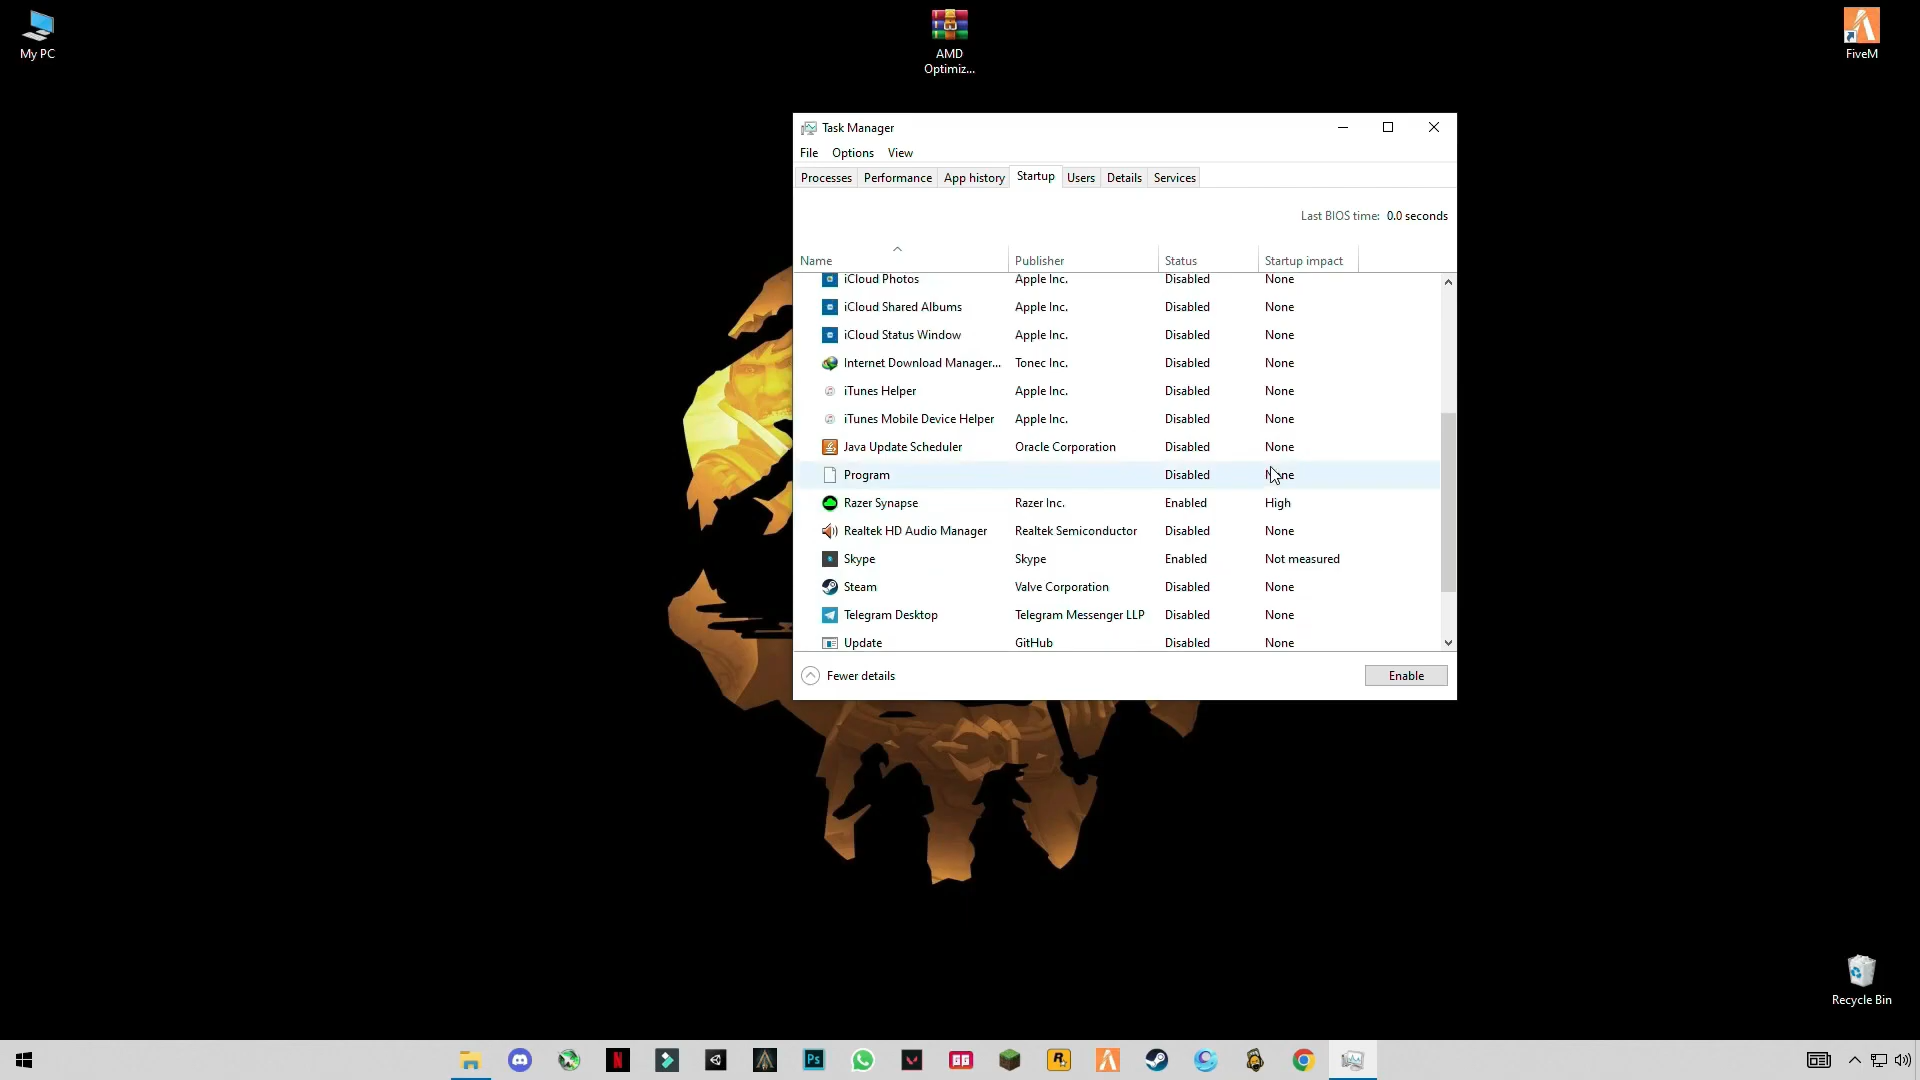 My PC
AMD
Optimiz...
FiveM
Task Manager
File Options View
Processes Performance App history Startup Users Details Services
Last BIOS time: 0.0 seconds
Name Publisher Status Startup impact
iCloud Photos Apple Inc. Disabled None
iCloud Shared Albums Apple Inc. Disabled None
iCloud Status Window Apple Inc. Disabled None
Internet Download Manager... Tonec Inc. Disabled None
iTunes Helper Apple Inc. Disabled None
iTunes Mobile Device Helper Apple Inc. Disabled None
Java Update Scheduler Oracle Corporation Disabled None
Program Disabled None
Razer Synapse Razer Inc. Enabled High
Realtek HD Audio Manager Realtek Semiconductor Disabled None
Skype Skype Enabled Not measured
Steam Valve Corporation Disabled None
Telegram Desktop Telegram Messenger LLP Disabled None
Update GitHub Disabled None
Fewer details Enable
Recycle Bin
N Ps GG R